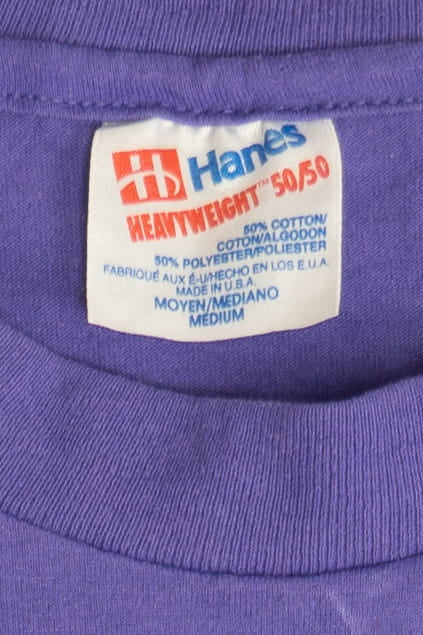 H Hanes
HEAVYWEIGHT™ 50/50
50% COTTON/
COTON/ALGODON
50% POLYESTER/POLIESTER
FABRIQUÉ AUX É-U/HECHO EN LOS E.U.A.
MADE IN U.S.A.
MOYEN/MEDIANO
MEDIUM